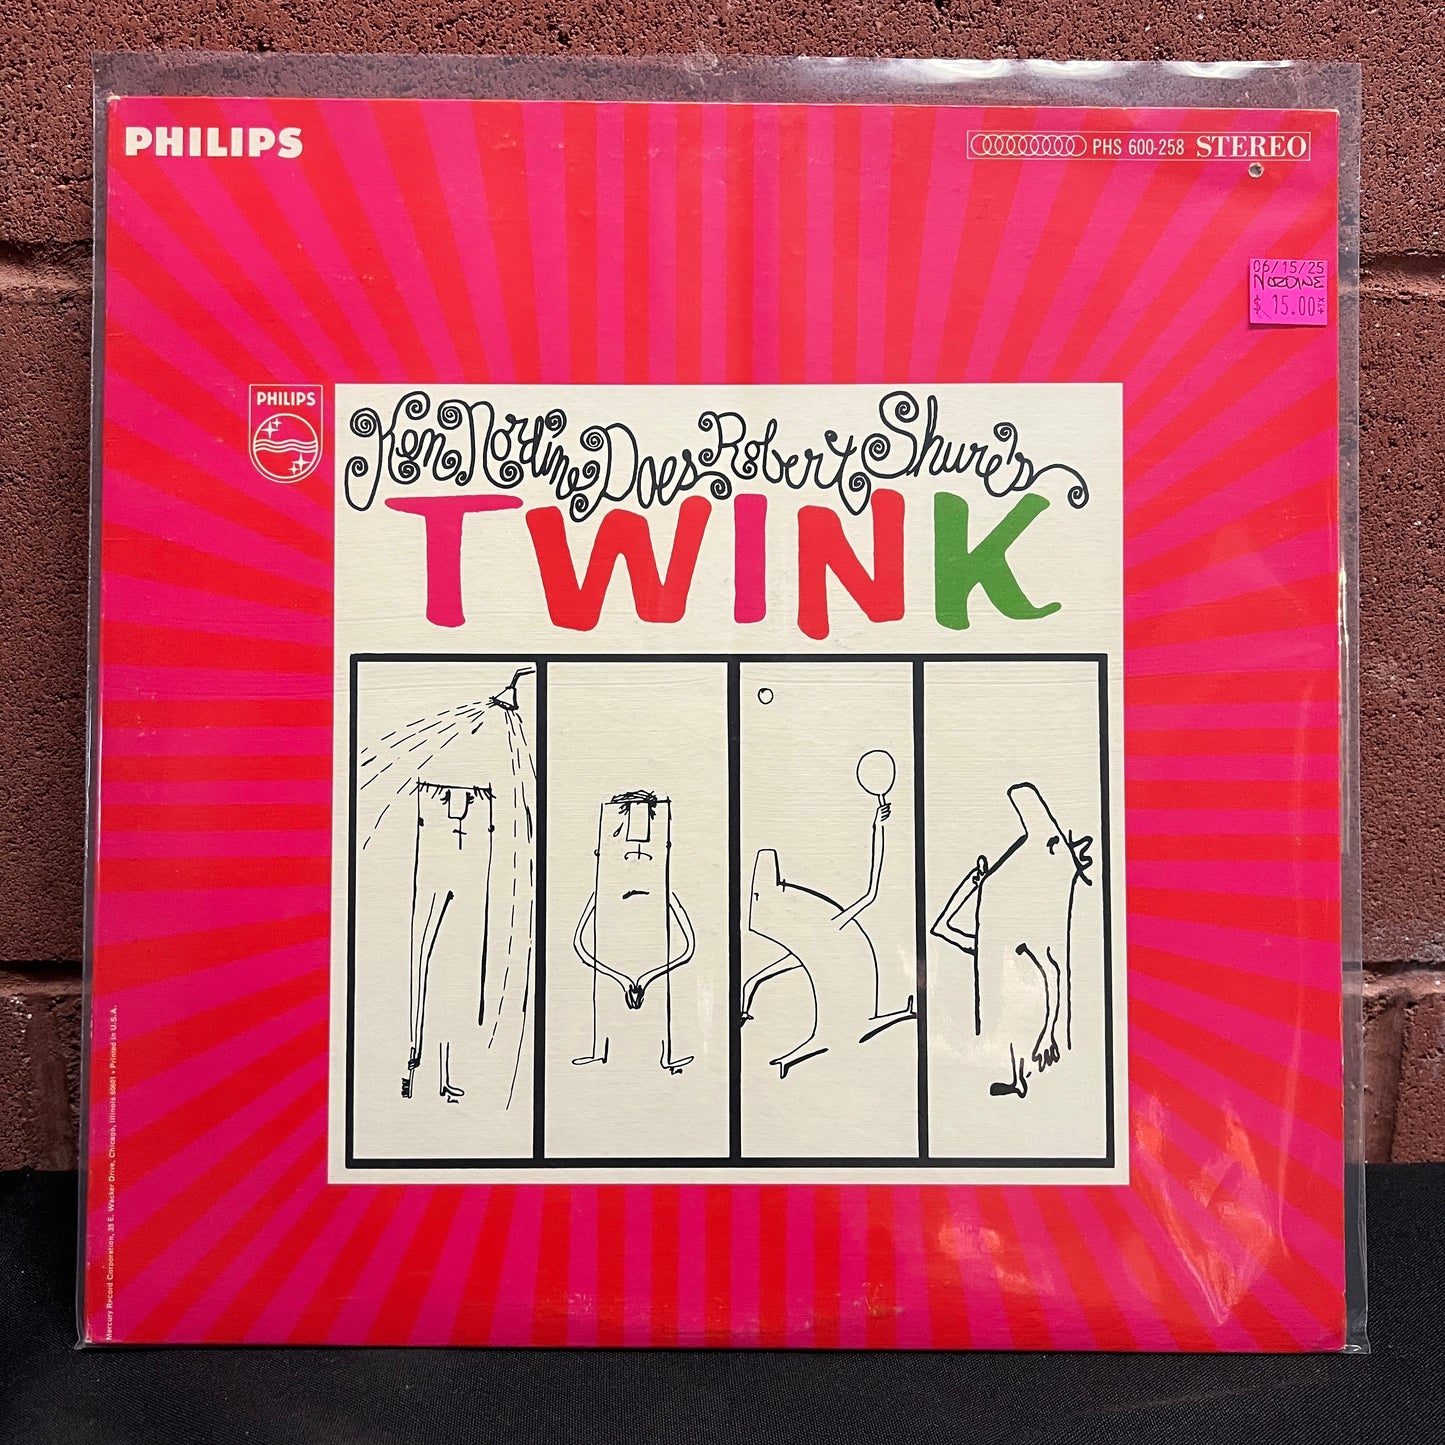 PHILIPS
PHS 600-258 STEREO
06/15/25
NORDINE
$ 15.00
PHILIPS
Ken Nordine Does Robert Shure's
TWINK
Mercury Record Corporation, 35 E. Wacker Drive, Chicago, Illinois 60601 • Printed in U.S.A.